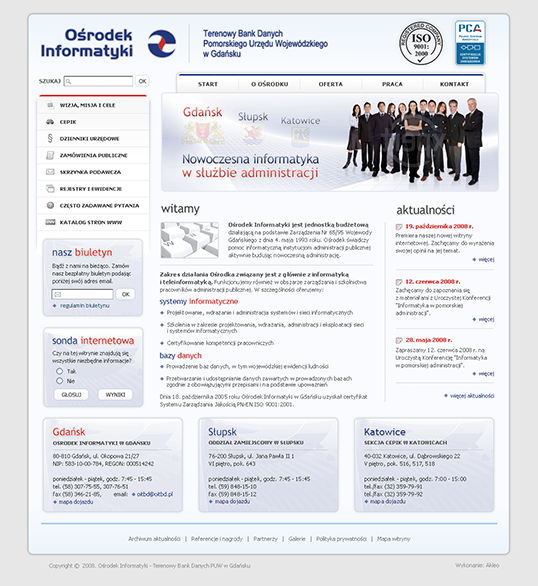 Ośrodek
Informatyki
Terenowy Bank Danych
Pomorskiego Urzędu Wojewódzkiego
w Gdańsku
REGISTERED COMPANY
ISO
9001:
2000
PCA
SZUKAJ
OK
START
O OŚRODKU
OFERTA
PRACA
KONTAKT
WIZJA, MISJA I CELE
CEPIK
DZIENNIKI URZĘDOWE
ZAMÓWIENIA PUBLICZNE
SKRZYNKA PODAWCZA
REJESTRY I EWIDENCJE
CZĘSTO ZADAWANE PYTANIA
KATALOG STRON WWW
Gdańsk
Słupsk
Katowice
Nowoczesna informatyka
w służbie administracji
nasz biuletyn
Bądź z nami na bieżąco. Zamów
nasz bezpłatny biuletyn podając
poniżej swój adres email.
OK
regulamin biuletynu
sonda internetowa
Czy na tej witrynie znajdują się
wszystkie niezbędne informacje?
Tak
Nie
GŁOSUJ
WYNIKI
witamy
Ośrodek Informatyki jest jednostką budżetową
działającą na podstawie Zarządzenia Nr 65/95 Wojewody
Gdańskiego z dnia 4. maja 1993 roku. Ośrodek świadczy
pomoc informatyczną instytucjom administracji publicznej
aktywnie budując nowoczesną administrację.
Zakres działania Ośrodka związany jest z głównie z informatyką
i teleinformatyką. Funkcjonujemy również w obszarze zarządzania i szkolnictwa
pracowników administracji publicznej. W szczególności oferujemy:
systemy informatyczne
Projektowanie, wdrażanie i administracja systemów i sieci informatycznych
Szkolenia w zakresie projektowania, wdrażania, administracji i eksploatacji sieci
i systemów informatycznych
Certyfikowanie kompetencji pracowniczych
bazy danych
Prowadzenie baz danych, w tym wojewódzkiej ewidencji ludności
Przetwarzanie i udostępnianie danych zawartych w prowadzonych bazach
zgodnie z obowiązującymi przepisami i na podstawie upoważnień
Dnia 18. października 2005 roku Ośrodek Informatyki w Gdańsku uzyskał certyfikat
Systemu Zarządzania Jakością PN-EN ISO 9001:2001.
aktualności
19. października 2008 r.
Premiera naszej nowej witryny
internetowej. Zachęcamy do wyrażenia
swojej opinii na jej temat.
więcej
12. czerwca 2008 r.
Zachęcamy do zapoznania się
z materiałami z Uroczystej Konferencji
"Informatyka w pomorskiej
administracji".
więcej
28. maja 2008 r.
Zapraszany 12. czerwca 2008 r. na
Uroczystą Konferencję "Informatyka
w pomorskiej administracji".
więcej
więcej aktualności
Gdańsk
OŚRODEK INFORMATYKI W GDAŃSKU
80-810 Gdańsk, ul. Okopowa 21/27
NIP: 583-10-00-784, REGON: 000514242
poniedziałek - piątek, godz. 7:45 - 15:45
tel. (58) 307-75-55, 307-76-51
fax (58) 346-21-85, email: oitbd@oitbd.pl
mapa dojazdu
Słupsk
ODDZIAŁ ZAMIEJSCOWY W SŁUPSKU
76-200 Słupsk, ul. Jana Pawła II 1
VI piętro, pok. 643
poniedziałek - piątek, godz. 7:45 - 15:45
tel. (59) 848-15-10
fax (59) 848-15-12
mapa dojazdu
Katowice
SEKCJA CEPIK W KATOWICACH
40-032 Katowice, ul. Dąbrowskiego 22
V piętro, pok. 516, 517, 518
poniedziałek - piątek, godz. 7:00 - 15:00
tel./fax (32) 359-79-91
tel./fax (32) 359-79-92
mapa dojazdu
Archiwum aktualności | Referencje i nagrody | Partnerzy | Galerie | Polityka prywatności | Mapa witryny
Copyright © 2008. Ośrodek Informatyki - Terenowy Bank Danych PUW w Gdańsku
Wykonanie: Akleo